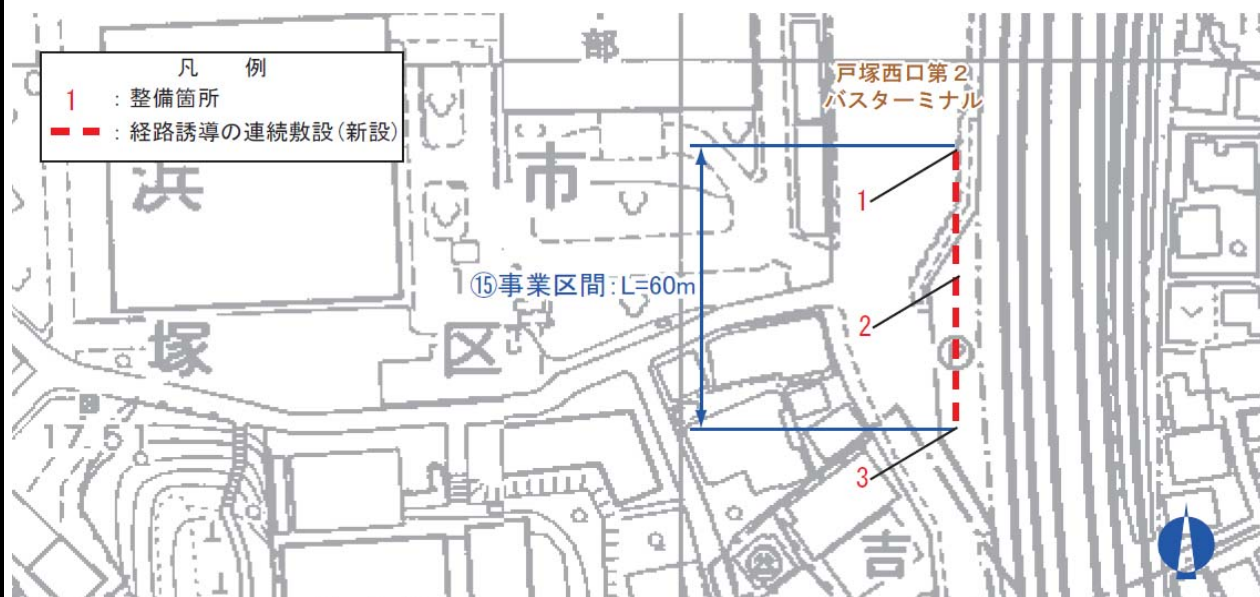 凡　例
1　：整備箇所
：経路誘導の連続敷設（新設）
部
戸塚西口第２
バスターミナル
浜
市
1
⑮事業区間：L=60m
2
塚
区
17.5
3
吉